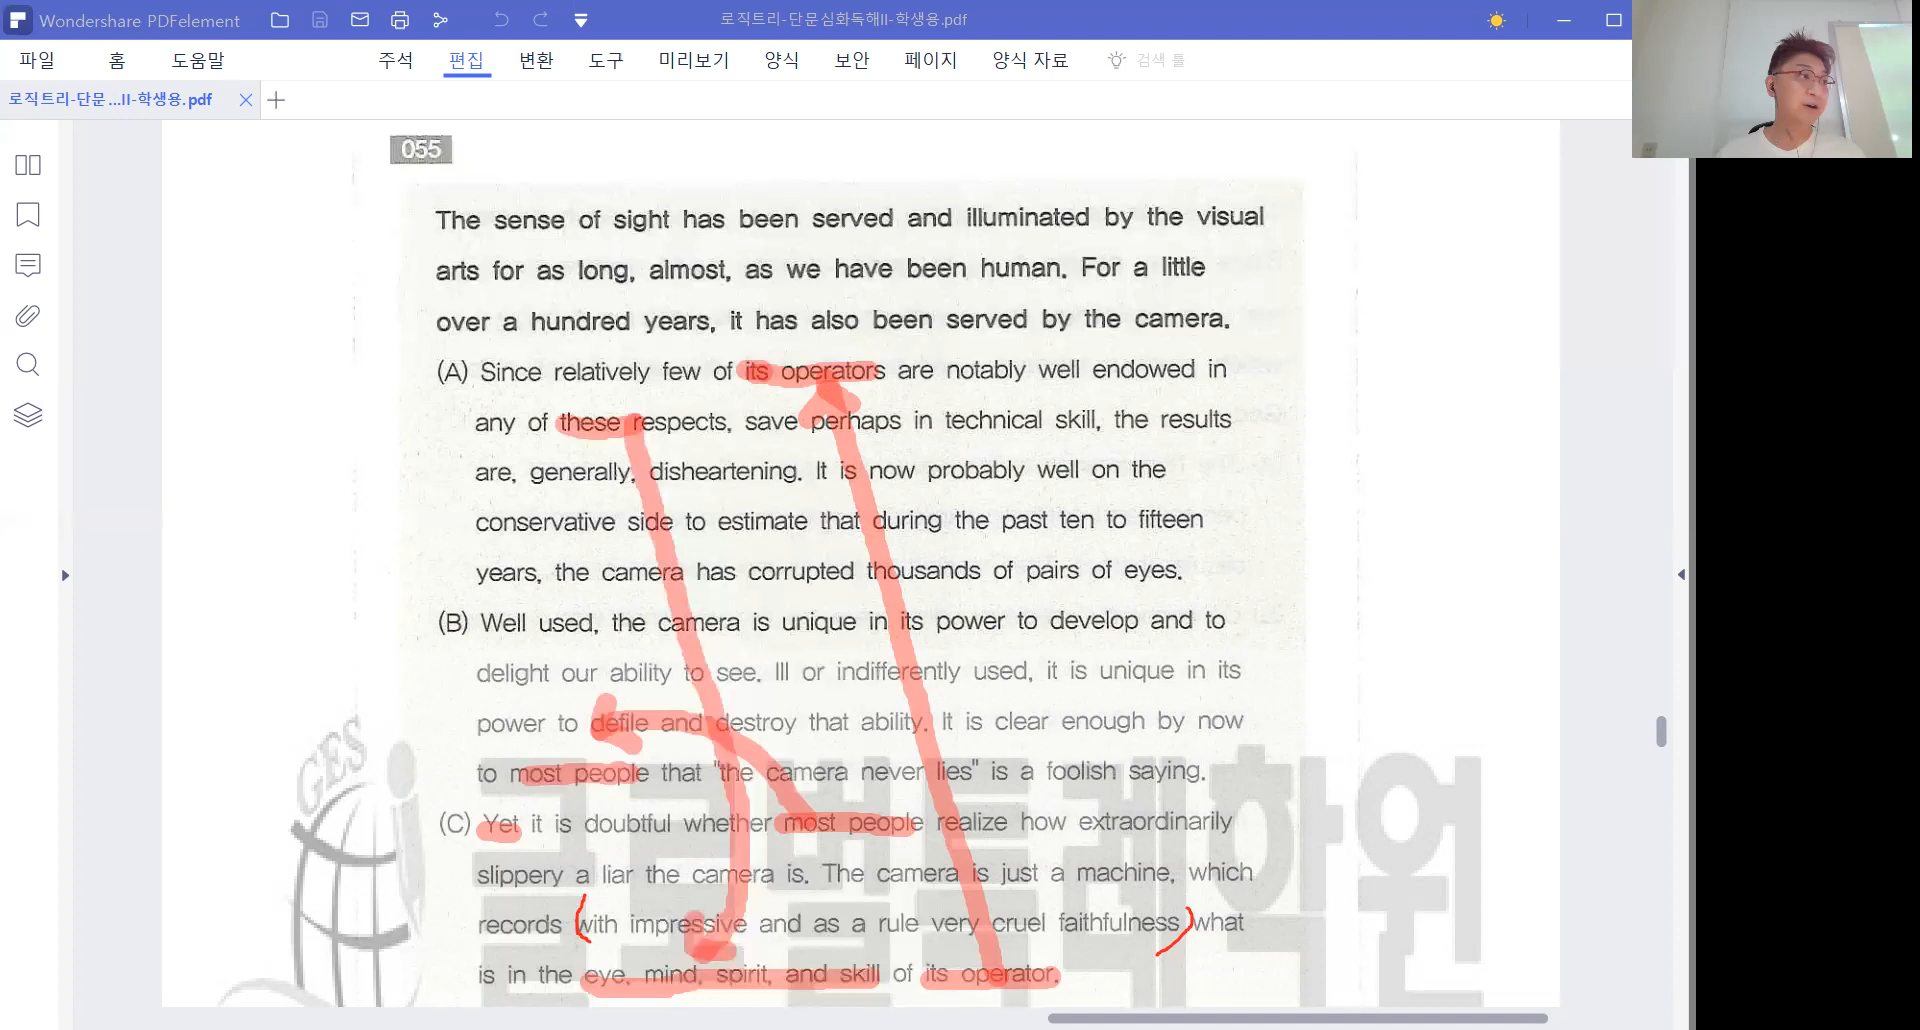 Wondershare PDFelement
로직트리-단문심화독해II-학생용.pdf
파일 홈 도움말 주석 편집 변환 도구 미리보기 양식 보안 페이지 양식 자료 검색 툴
로직트리-단문...II-학생용.pdf
055
The sense of sight has been served and illuminated by the visual
arts for as long, almost, as we have been human. For a little
over a hundred years, it has also been served by the camera.
(A) Since relatively few of its operators are notably well endowed in
any of these respects, save perhaps in technical skill, the results
are, generally, disheartening. It is now probably well on the
conservative side to estimate that during the past ten to fifteen
years, the camera has corrupted thousands of pairs of eyes.
(B) Well used, the camera is unique in its power to develop and to
delight our ability to see. Ill or indifferently used, it is unique in its
power to defile and destroy that ability. It is clear enough by now
to most people that "the camera never lies" is a foolish saying.
(C) Yet it is doubtful whether most people realize how extraordinarily
slippery a liar the camera is. The camera is just a machine, which
records with impressive and as a rule very cruel faithfulness, what
is in the eye, mind, spirit, and skill of its operator.
GES
글로벌특례학원